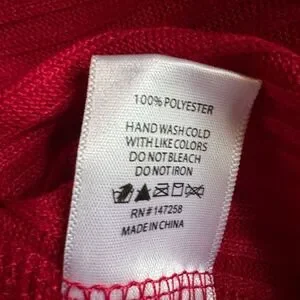 100% POLYESTER
HAND WASH COLD
WITH LIKE COLORS
DO NOT BLEACH
DO NOT IRON
RN # 147258
MADE IN CHINA